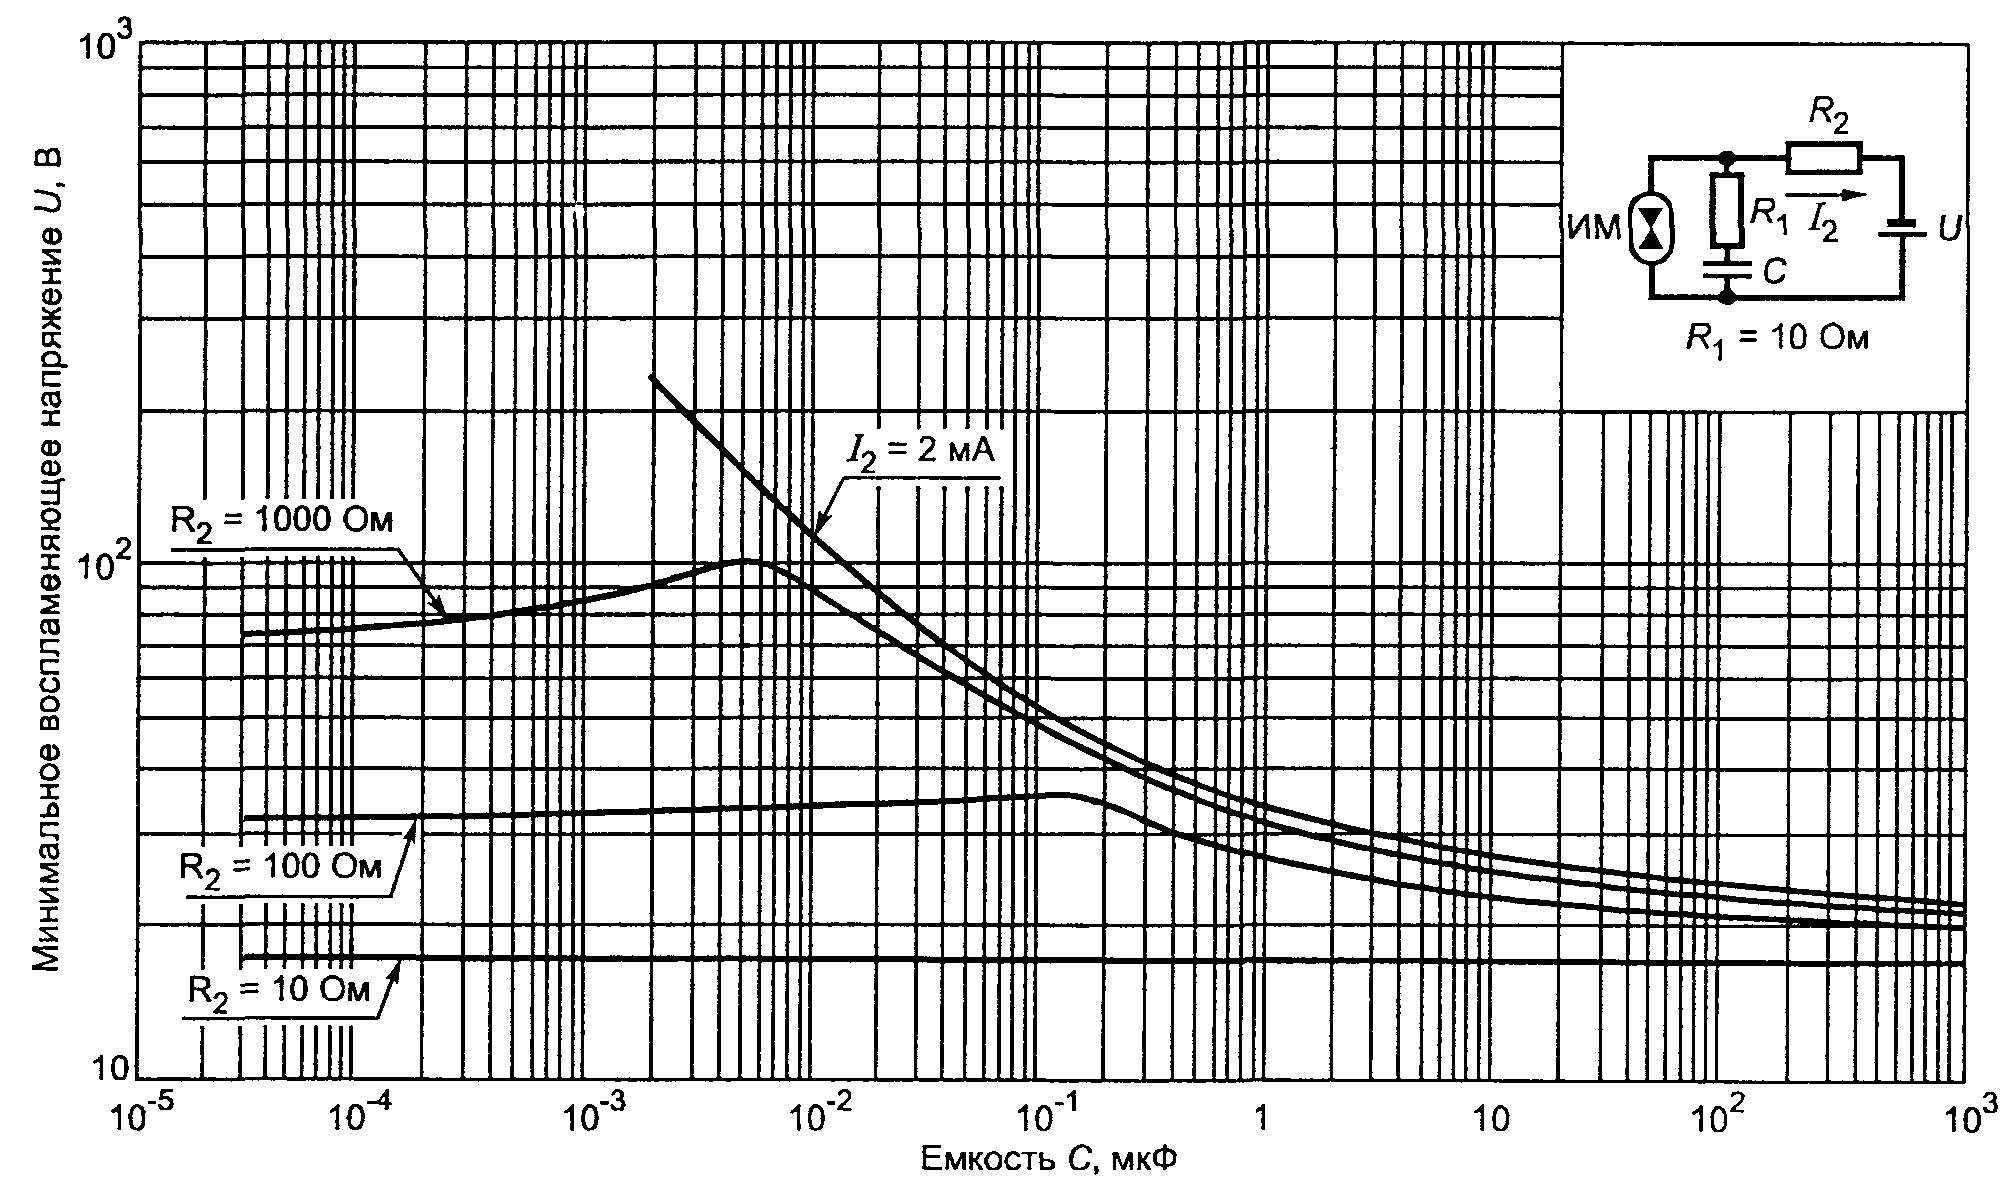 Минимальное воспламеняющее напряжение U, В
10³
10²
10
R₂ = 1000 Ом
I₂ = 2 мА
R₂ = 100 Ом
R₂ = 10 Ом
R₂
ИМ
R₁
I₂
U
C
R₁ = 10 Ом
10⁻⁵ 10⁻⁴ 10⁻³ 10⁻² 10⁻¹ 1 10 10² 10³
Емкость C, мкФ